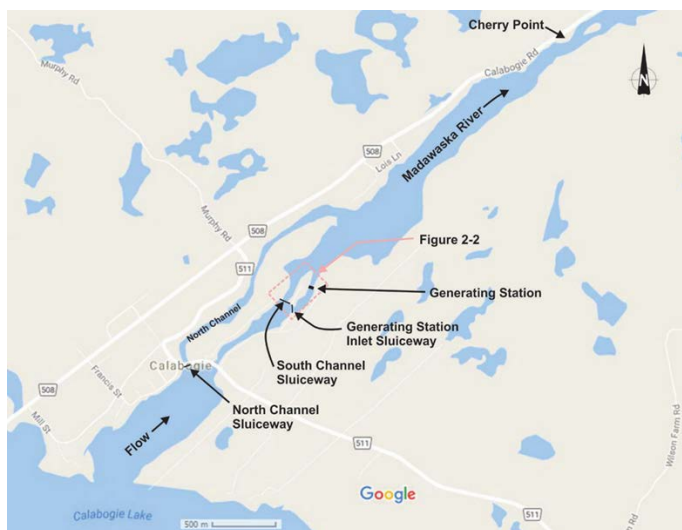 Cherry Point
Calabogie Rd
N
Murphy Rd
Madawaska River
508
Lois Ln
Murphy Rd
508
511
Figure 2-2
Generating Station
North Channel
Generating Station
Inlet Sluiceway
South Channel
Sluiceway
Calabogie
Francis St
North Channel
Sluiceway
508
Mill St
Flow
511
Wilson Farm Rd
Google
Calabogie Lake
500 m
511
n Rd